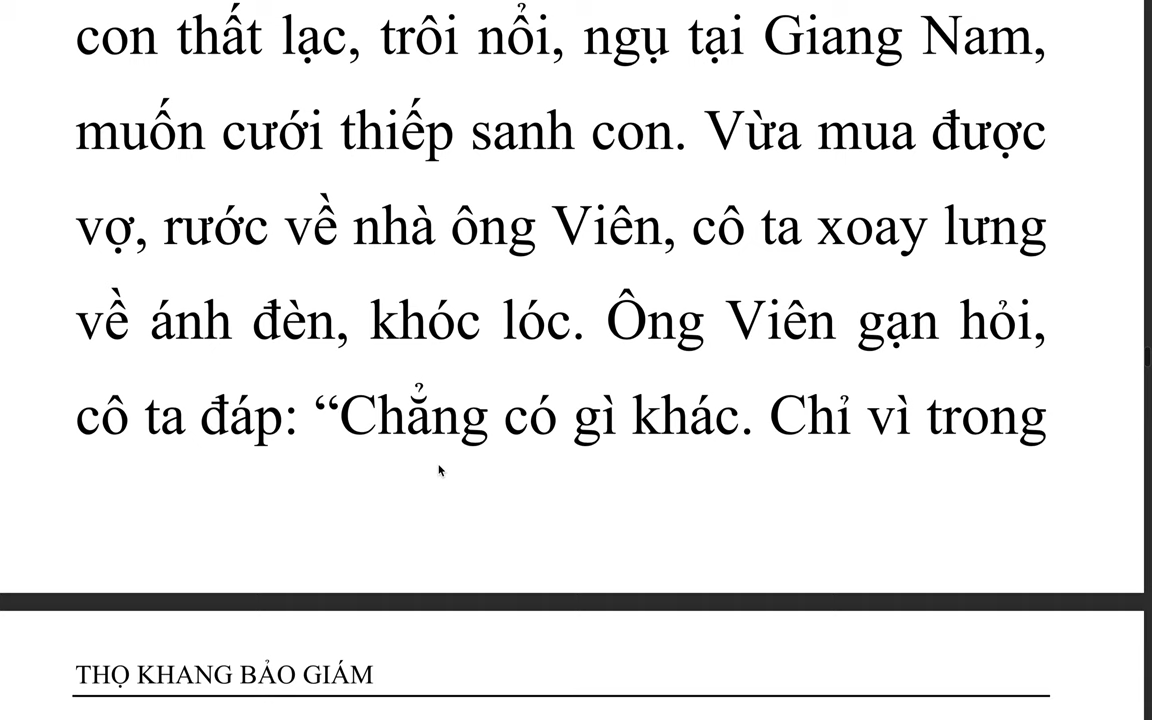 con thất lạc, trôi nổi, ngụ tại Giang Nam,
muốn cưới thiếp sanh con. Vừa mua được
vợ, rước về nhà ông Viên, cô ta xoay lưng
về ánh đèn, khóc lóc. Ông Viên gạn hỏi,
cô ta đáp: “Chẳng có gì khác. Chỉ vì trong
THỌ KHANG BẢO GIÁM